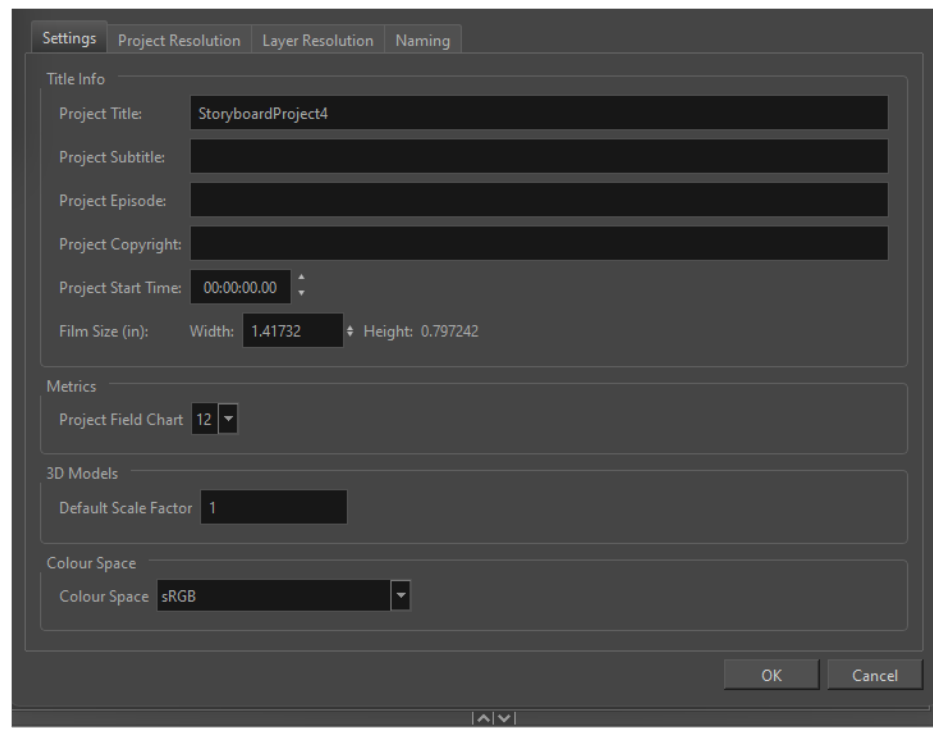 Settings Project Resolution Layer Resolution Naming
Title Info
Project Title: StoryboardProject4
Project Subtitle:
Project Episode:
Project Copyright:
Project Start Time: 00:00:00.00
Film Size (in): Width: 1.41732 Height: 0.797242
Metrics
Project Field Chart 12
3D Models
Default Scale Factor 1
Colour Space
Colour Space sRGB
OK Cancel